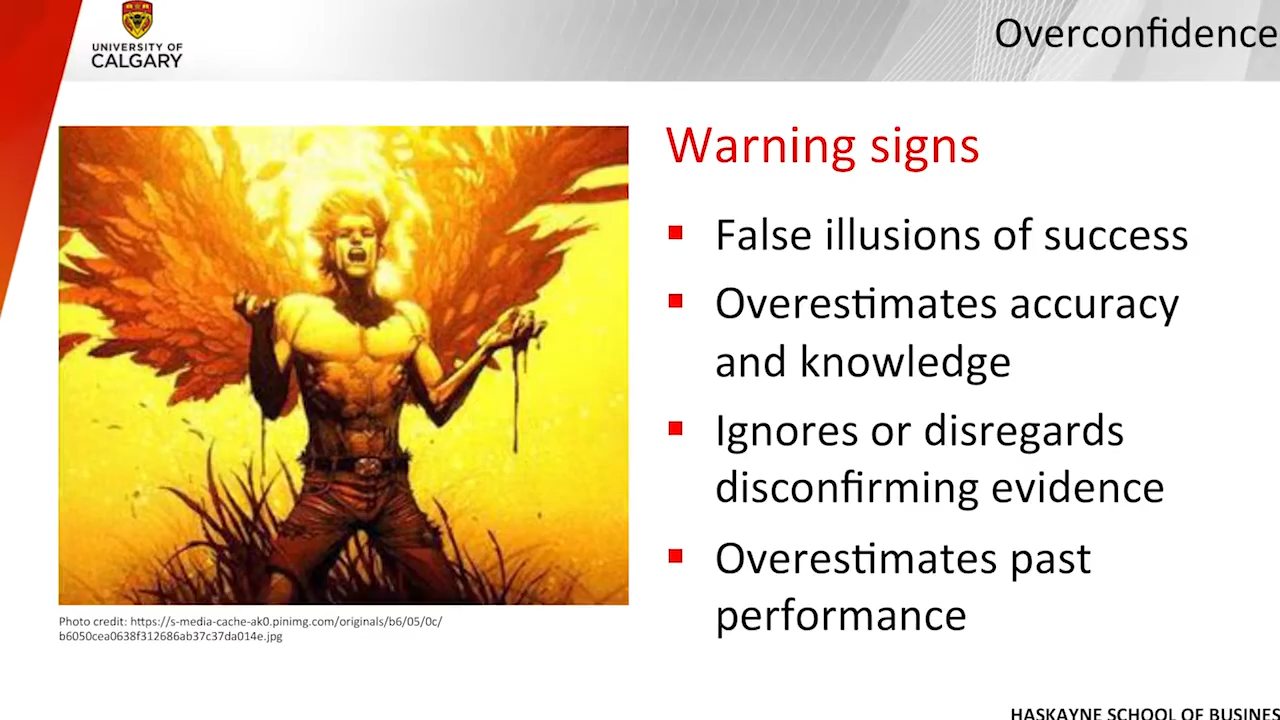 UNIVERSITY OF
CALGARY
Overconfidence
Warning signs
False illusions of success
Overestimates accuracy
and knowledge
Ignores or disregards
disconfirming evidence
Overestimates past
performance
Photo credit: https://s-media-cache-ak0.pinimg.com/originals/b6/05/0c/
b6050cea0638f312686ab37c37da014e.jpg
HASKAYNE SCHOOL OF BUSINES